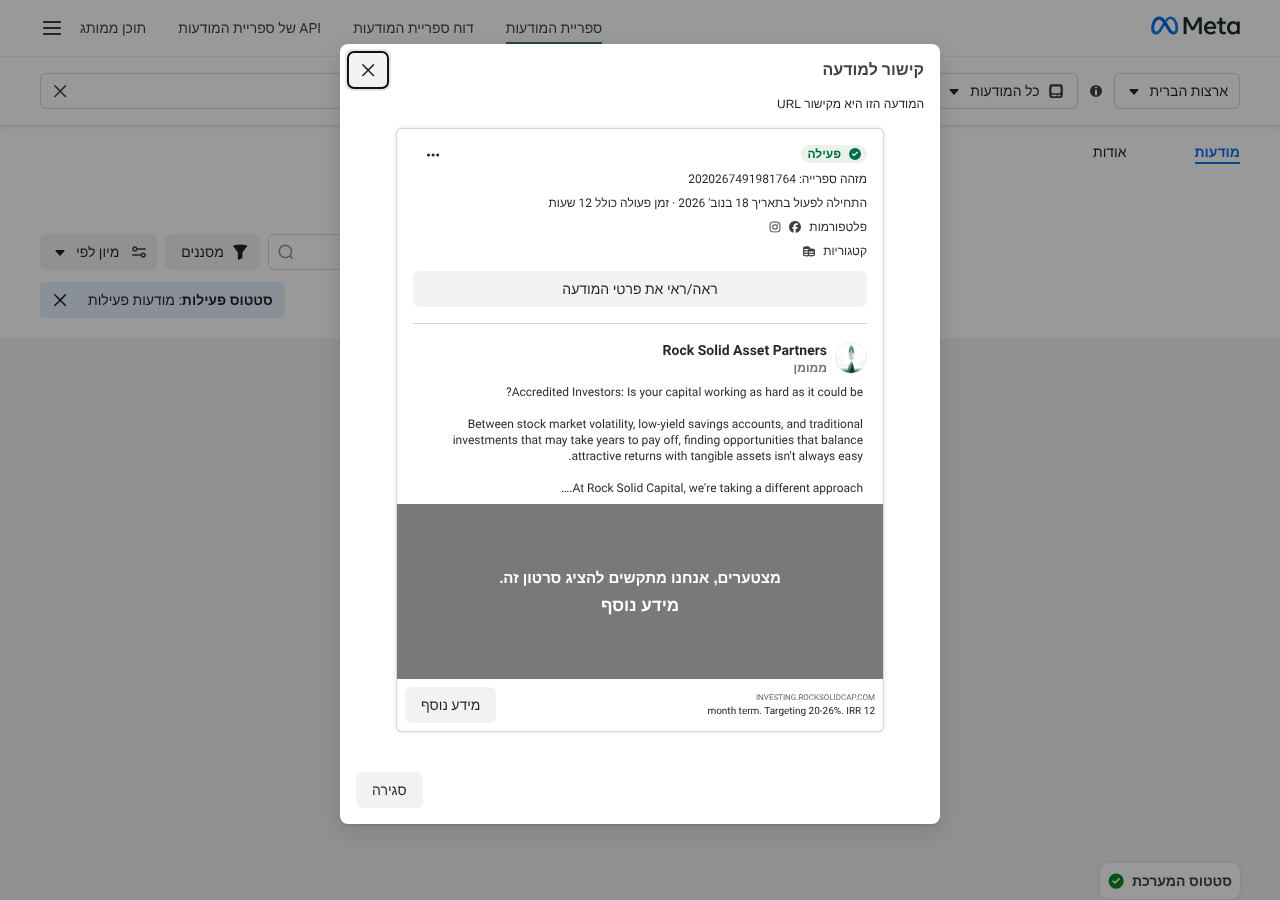 Meta
ספריית המודעות
דוח ספריית המודעות
API של ספריית המודעות
תוכן ממותג
ארצות הברית
כל המודעות
מודעות
אודות
מסננים
מיון לפי
סטטוס פעילות: מודעות פעילות
קישור למודעה
המודעה הזו היא מקישור URL
פעילה
מזהה ספרייה: 2020267491981764
התחילה לפעול בתאריך 18 בנוב' 2026 · זמן פעולה כולל 12 שעות
פלטפורמות
קטגוריות
ראה/ראי את פרטי המודעה
Rock Solid Asset Partners
ממומן
Accredited Investors: Is your capital working as hard as it could be?
Between stock market volatility, low-yield savings accounts, and traditional
investments that may take years to pay off, finding opportunities that balance
attractive returns with tangible assets isn't always easy.
At Rock Solid Capital, we're taking a different approach....
מצטערים, אנחנו מתקשים להציג סרטון זה.
מידע נוסף
INVESTING.ROCKSOLIDCAP.COM
12 month term. Targeting 20-26%. IRR
מידע נוסף
סגירה
סטטוס המערכת